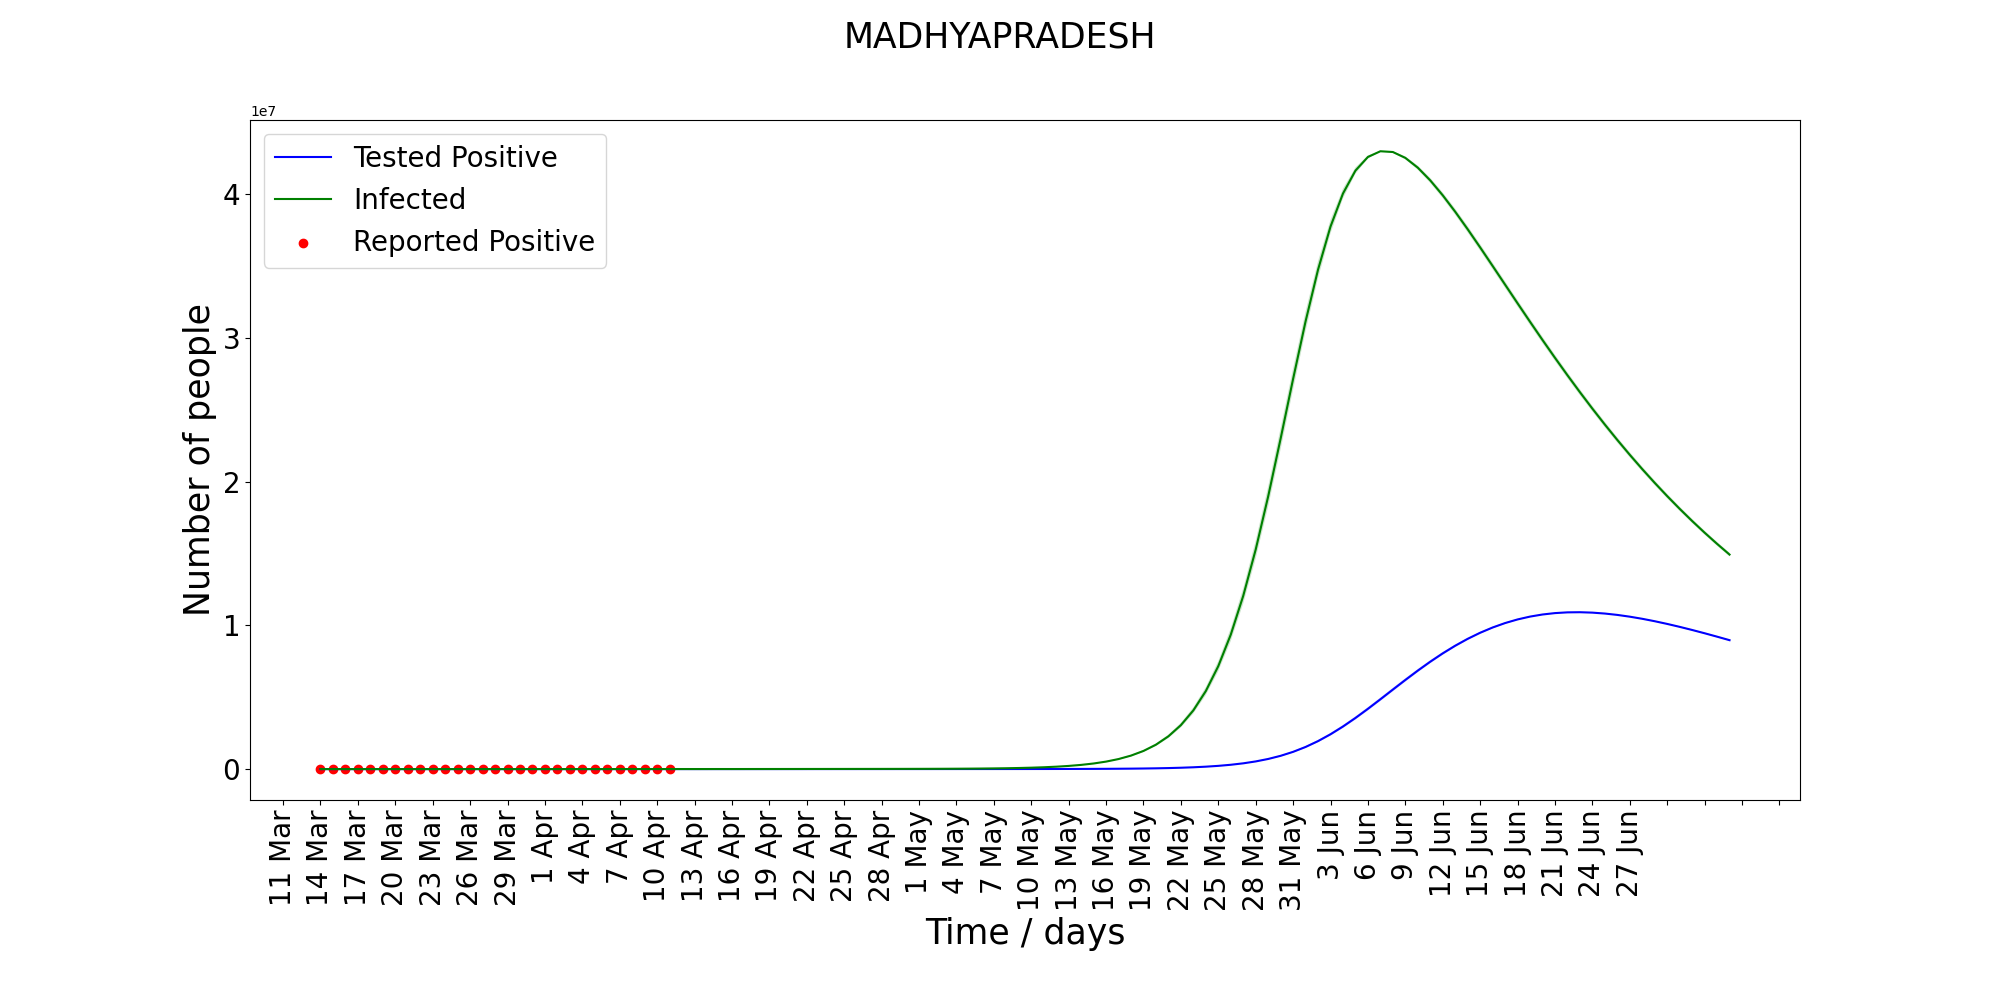 MADHYAPRADESH
1e7
Tested Positive
Infected
Reported Positive
4
3
2
1
0
Number of people
11 Mar
14 Mar
17 Mar
20 Mar
23 Mar
26 Mar
29 Mar
1 Apr
4 Apr
7 Apr
10 Apr
13 Apr
16 Apr
19 Apr
22 Apr
25 Apr
28 Apr
1 May
4 May
7 May
10 May
13 May
16 May
19 May
22 May
25 May
28 May
31 May
3 Jun
6 Jun
9 Jun
12 Jun
15 Jun
18 Jun
21 Jun
24 Jun
27 Jun
Time / days